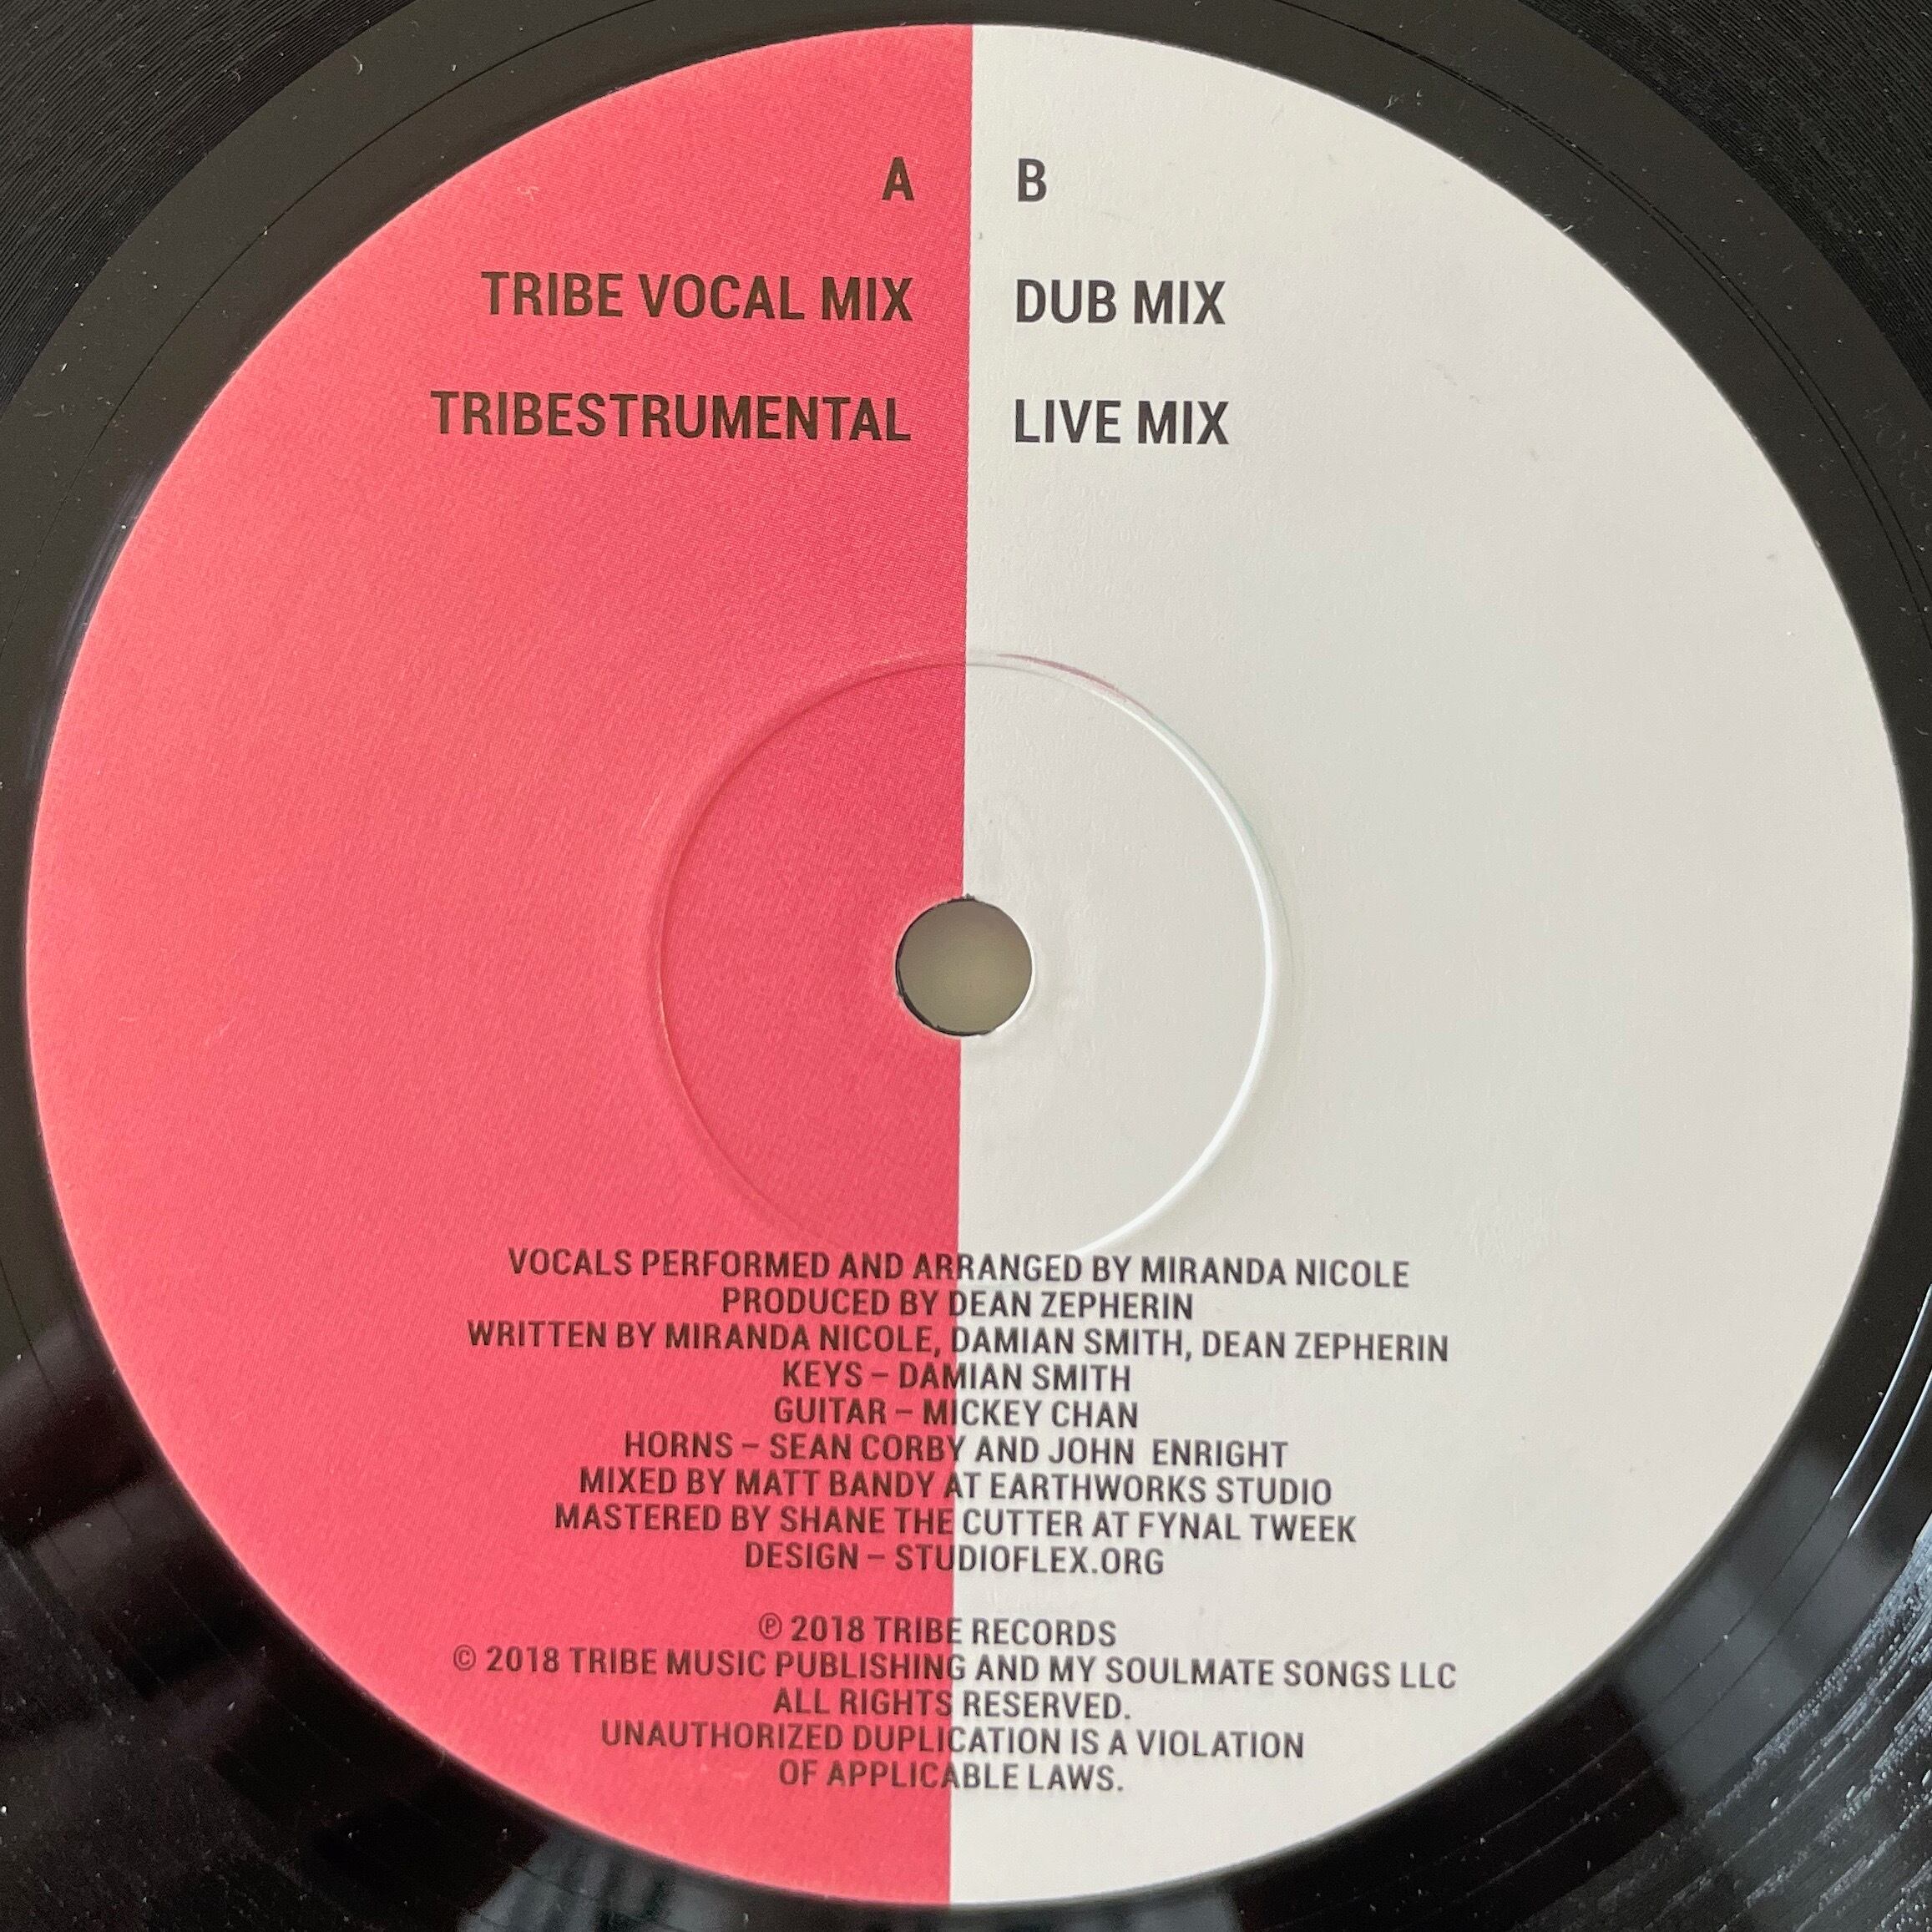 A
TRIBE VOCAL MIX
TRIBESTRUMENTAL
B
DUB MIX
LIVE MIX
VOCALS PERFORMED AND ARRANGED BY MIRANDA NICOLE
PRODUCED BY DEAN ZEPHERIN
WRITTEN BY MIRANDA NICOLE, DAMIAN SMITH, DEAN ZEPHERIN
KEYS – DAMIAN SMITH
GUITAR – MICKEY CHAN
HORNS – SEAN CORBY AND JOHN ENRIGHT
MIXED BY MATT BANDY AT EARTHWORKS STUDIO
MASTERED BY SHANE THE CUTTER AT FYNAL TWEEK
DESIGN – STUDIOFLEX.ORG
℗ 2018 TRIBE RECORDS
© 2018 TRIBE MUSIC PUBLISHING AND MY SOULMATE SONGS LLC
ALL RIGHTS RESERVED.
UNAUTHORIZED DUPLICATION IS A VIOLATION
OF APPLICABLE LAWS.